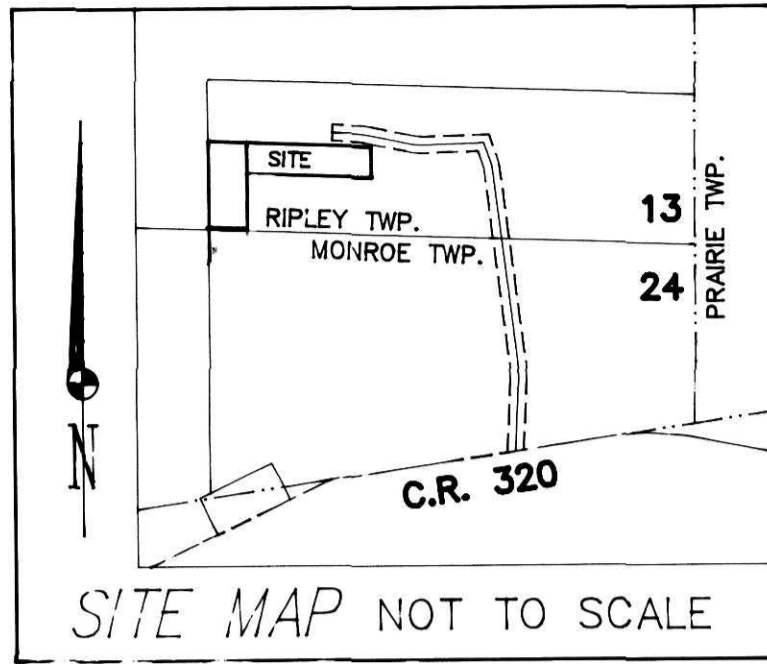 SITE
RIPLEY TWP.
MONROE TWP.
13
24
PRAIRIE TWP.
N
C.R. 320
SITE MAP NOT TO SCALE